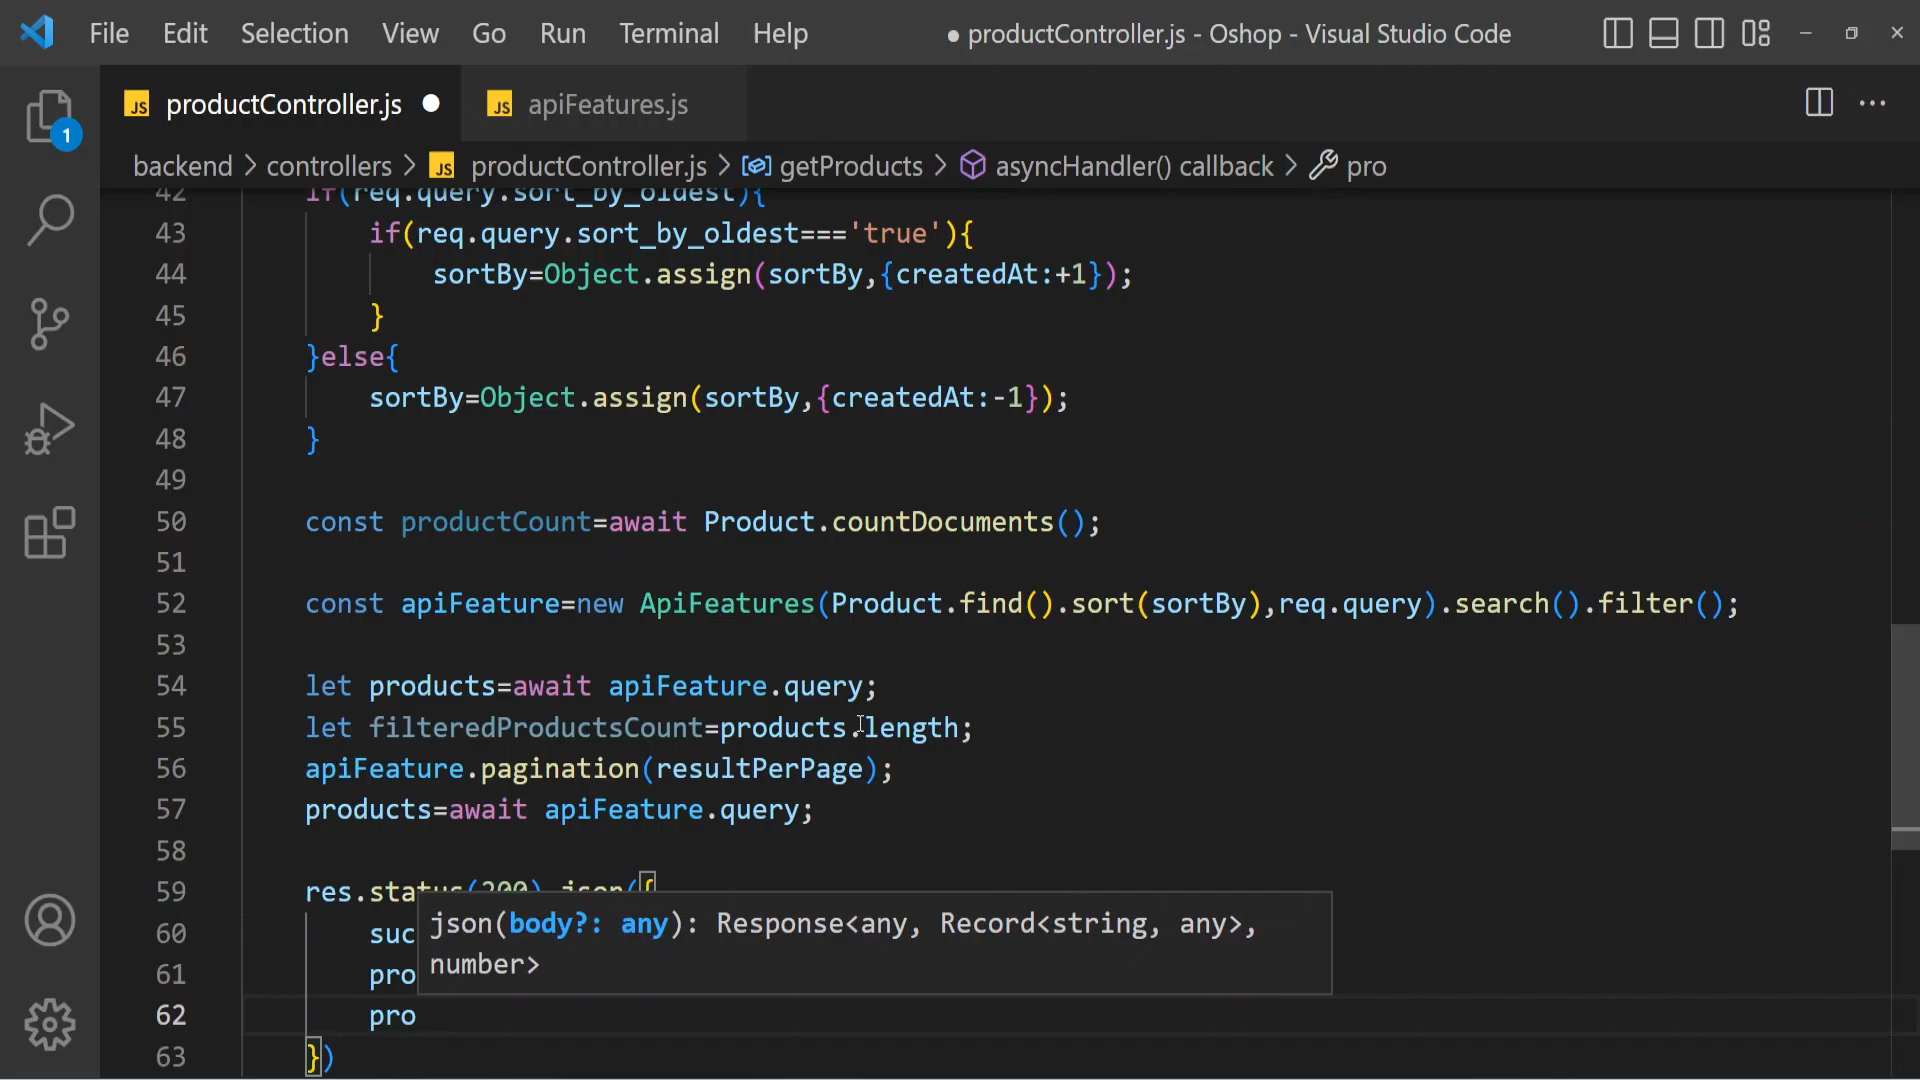 File Edit Selection View Go Run Terminal Help ● productController.js - Oshop - Visual Studio Code
JS productController.js ● JS apiFeatures.js
1
backend > controllers > JS productController.js > getProducts > asyncHandler() callback > pro
42 if(req.query.sort_by_oldest){
43 if(req.query.sort_by_oldest==='true'){
44 sortBy=Object.assign(sortBy,{createdAt:+1});
45 }
46 }else{
47 sortBy=Object.assign(sortBy,{createdAt:-1});
48 }
49
50 const productCount=await Product.countDocuments();
51
52 const apiFeature=new ApiFeatures(Product.find().sort(sortBy),req.query).search().filter();
53
54 let products=await apiFeature.query;
55 let filteredProductsCount=products.length;
56 apiFeature.pagination(resultPerPage);
57 products=await apiFeature.query;
58
59 res.status(200).json({
60 suc
json(body?: any): Response<any, Record<string, any>,
number>
61 pro
62 pro
63 })